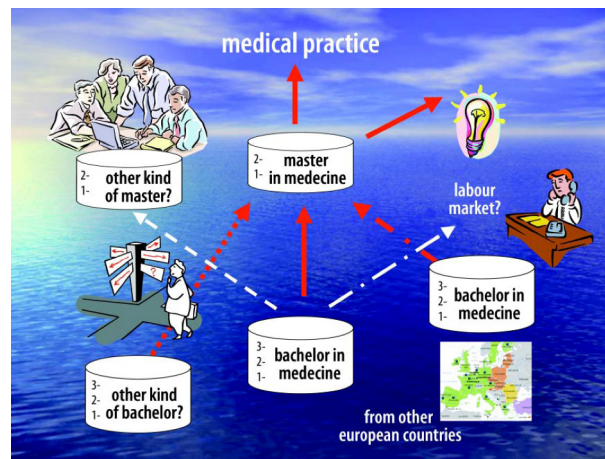 medical practice
2-
1-
other kind
of master?
2-
1-
master
in medecine
labour
market?
3-
2-
1-
bachelor in
medecine
?
3-
2-
1-
bachelor in
medecine
3-
2-
1-
other kind
of bachelor?
from other
european countries